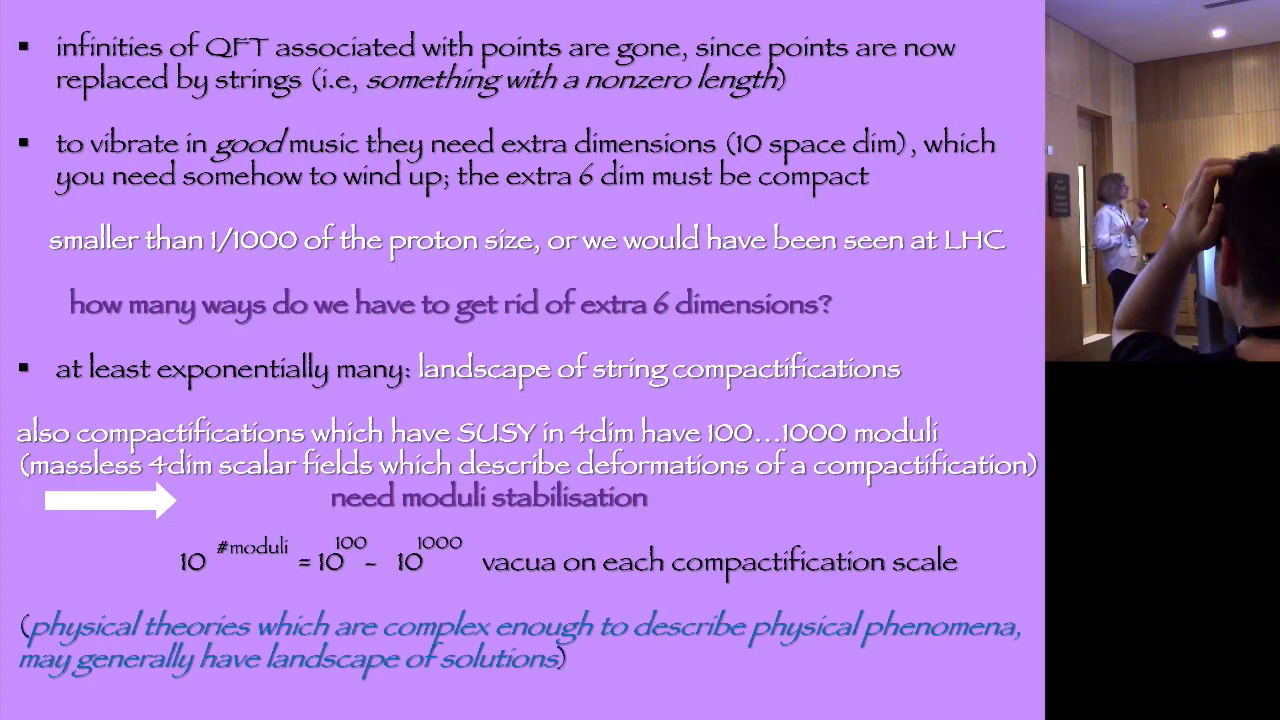 ▪ infinities of QFT associated with points are gone, since points are now
replaced by strings (i.e, something with a nonzero length)
▪ to vibrate in good music they need extra dimensions (10 space dim), which
you need somehow to wind up; the extra 6 dim must be compact
smaller than 1/1000 of the proton size, or we would have been seen at LHC
how many ways do we have to get rid of extra 6 dimensions?
▪ at least exponentially many: landscape of string compactifications
also compactifications which have SUSY in 4dim have 100...1000 moduli
(massless 4dim scalar fields which describe deformations of a compactification)
need moduli stabilisation
10^#moduli = 10^100 - 10^1000 vacua on each compactification scale
(physical theories which are complex enough to describe physical phenomena,
may generally have landscape of solutions)